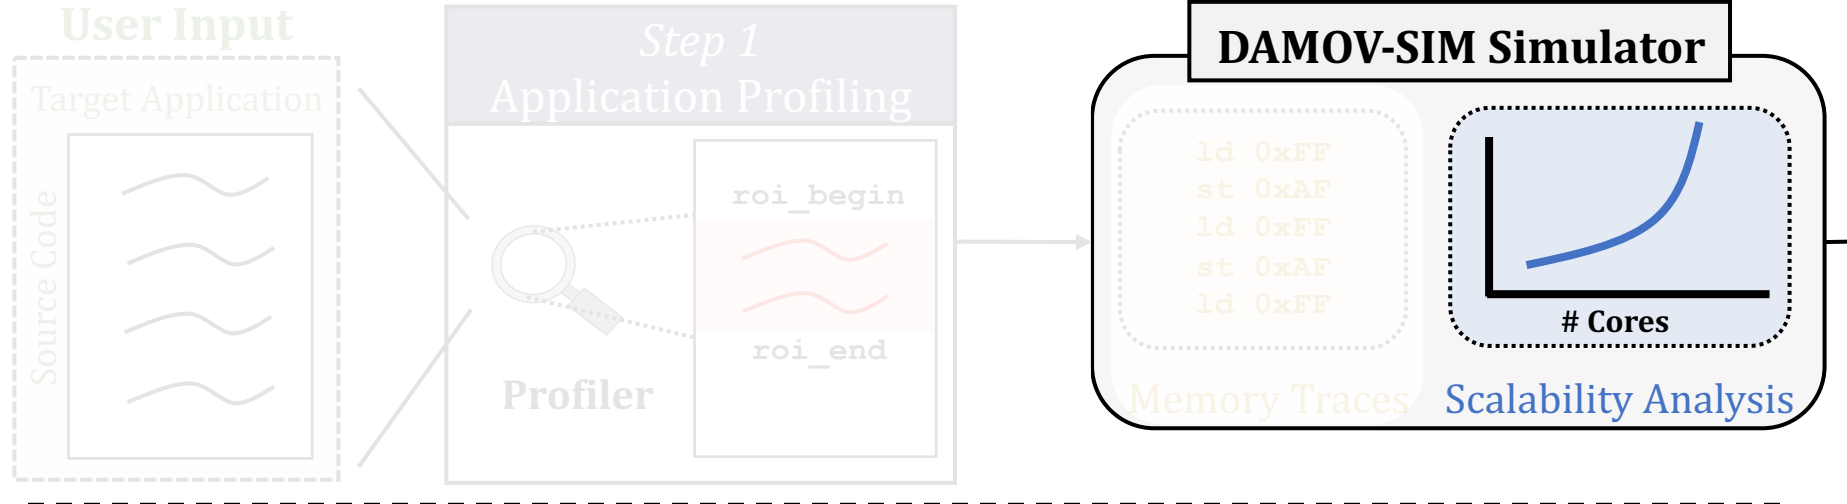 User Input
Target Application
Source Code
Step 1
Application Profiling
roi_begin
roi_end
Profiler
DAMOV-SIM Simulator
ld 0xFF
st 0xAF
ld 0xFF
st 0xAF
ld 0xFF
Memory Traces
# Cores
Scalability Analysis